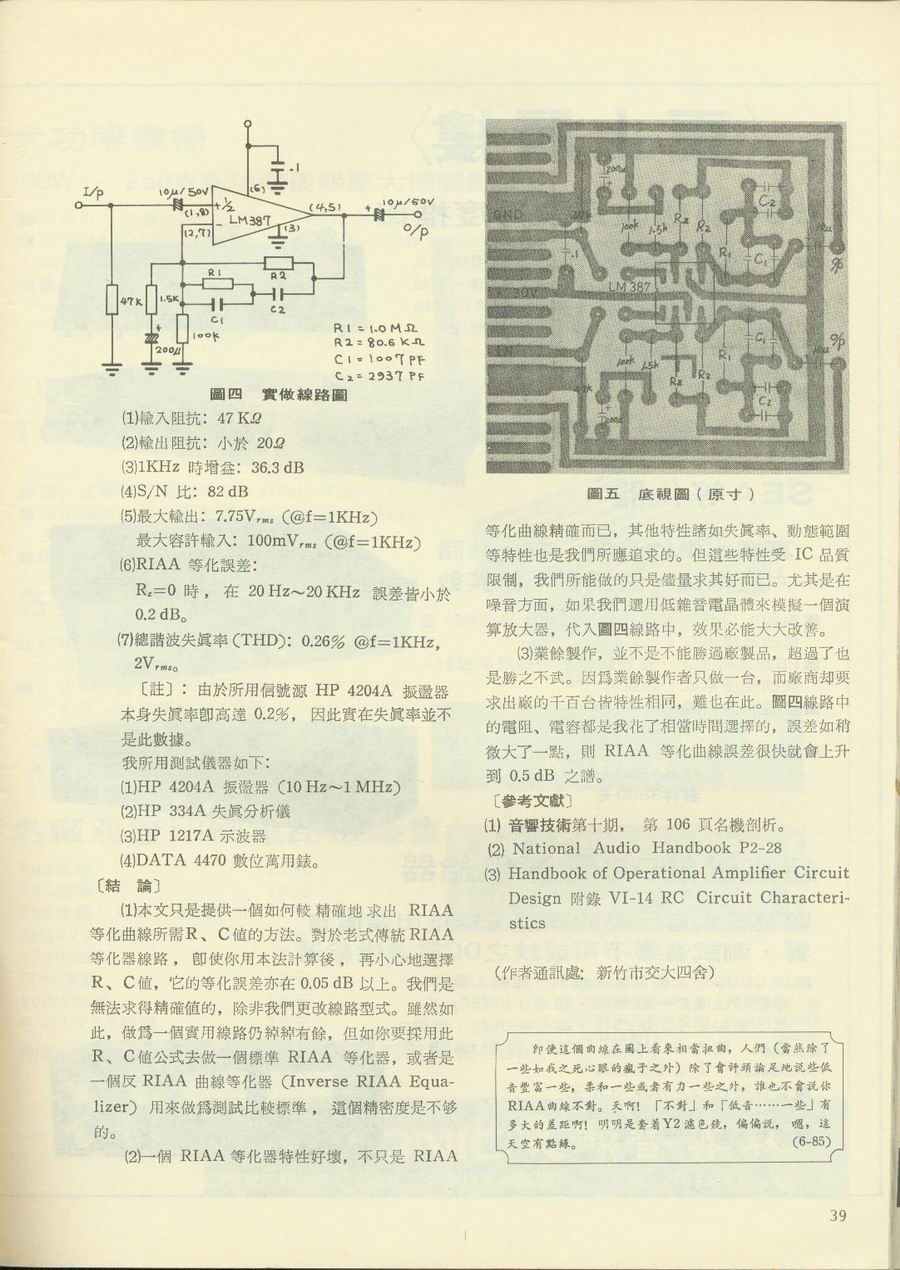 I/p
10μ/50V
(1,8)
(2,7)
+
½
LM387
−
(6)
.1
(4,5)
(3)
+
10μ/50V
O/p
47K
1.5K
+
200μ
R1
R2
C1
C2
100k
R1 = 1.0 MΩ
R2 = 80.6 K-Ω
C1 = 1007 PF
C2 = 2937 PF
圖四　實做線路圖
⑴輸入阻抗：47 KΩ
⑵輸出阻抗：小於 20Ω
⑶1KHz 時增益：36.3 dB
⑷S/N 比：82 dB
⑸最大輸出：7.75Vrms（@f=1KHz）
最大容許輸入：100mVrms（@f=1KHz）
⑹RIAA 等化誤差：
Rz=0 時，在 20 Hz～20 KHz 誤差皆小於
0.2 dB。
⑺總諧波失眞率（THD）：0.26% @f=1KHz，
2Vrms。
〔註〕：由於所用信號源 HP 4204A 振盪器
本身失眞率卽高達 0.2%，因此實在失眞率並不
是此數據。
我所用測試儀器如下：
⑴HP 4204A 振盪器（10 Hz～1 MHz）
⑵HP 334A 失眞分析儀
⑶HP 1217A 示波器
⑷DATA 4470 數位萬用錶。
〔結　論〕
⑴本文只是提供一個如何較精確地求出 RIAA
等化曲線所需R、C値的方法。對於老式傳統 RIAA
等化器線路，卽使你用本法計算後，再小心地選擇
R、C値，它的等化誤差亦在 0.05 dB 以上。我們是
無法求得精確値的，除非我們更改線路型式。雖然如
此，做爲一個實用線路仍綽綽有餘，但如你要採用此
R、C値公式去做一個標準 RIAA 等化器，或者是
一個反 RIAA 曲線等化器（Inverse RIAA Equa-
lizer）用來做爲測試比較標準，這個精密度是不够
的。
⑵一個 RIAA 等化器特性好壞，不只是 RIAA
GND
30V
IN
LM387
200μ
100k
1.5k
Rz
R2
R1
C2
C1
10u
.1
47k
O/p
O/p
100k
1.5k
Rz
R2
R1
C1
C2
10u
47k
200μ
圖五　底視圖（原寸）
等化曲線精確而已，其他特性諸如失眞率、動態範圍
等特性也是我們所應追求的。但這些特性受 IC 品質
限制，我們所能做的只是儘量求其好而已。尤其是在
噪音方面，如果我們選用低雜音電晶體來模擬一個演
算放大器，代入圖四線路中，效果必能大大改善。
⑶業餘製作，並不是不能勝過廠製品，超過了也
是勝之不武。因爲業餘製作者只做一台，而廠商却要
求出廠的千百台皆特性相同，難也在此。圖四線路中
的電阻、電容都是我花了相當時間選擇的，誤差如稍
微大了一點，則 RIAA 等化曲線誤差很快就會上升
到 0.5 dB 之譜。
〔參考文獻〕
⑴ 音響技術第十期，第 106 頁名機剖析。
⑵ National Audio Handbook P2-28
⑶ Handbook of Operational Amplifier Circuit
Design 附錄 VI-14 RC Circuit Characteri-
stics
（作者通訊處：新竹市交大四舍）
卽使這個曲線在圖上看來相當扭曲，人們（當然除了
一些如我之死心眼的瘋子之外）除了會評頭論足地說些低
音豐富一些，柔和一些或者有力一些之外，誰也不會說你
RIAA曲線不對。天啊！「不對」和「低音……一些」有
多大的差距啊！明明是套着Y2濾色鏡，偏偏說，嗯，這
天空有點綠。　(6-85)
39